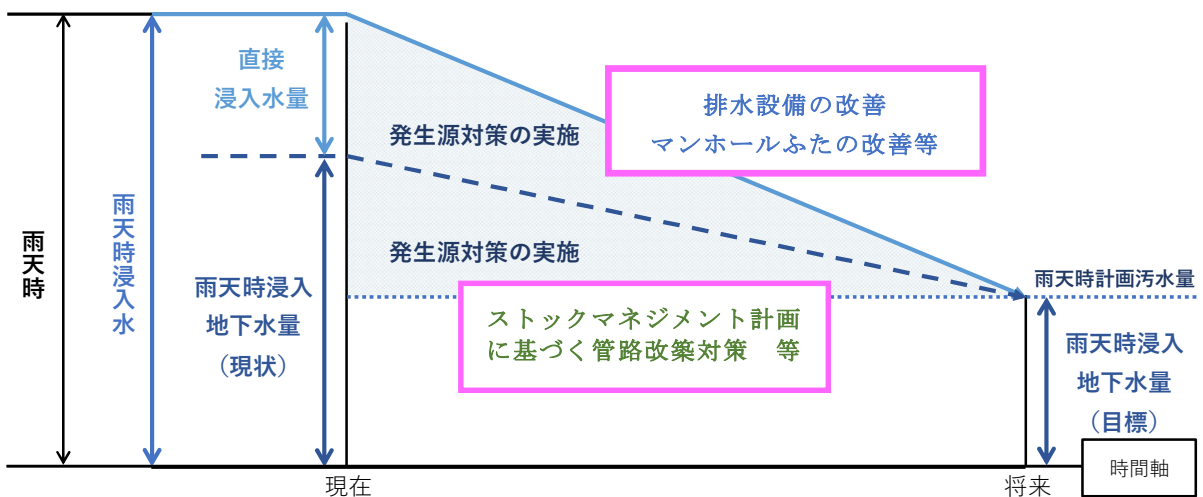 雨天時
雨天時浸入水
直接
浸入水量
雨天時浸入
地下水量
（現状）
発生源対策の実施
発生源対策の実施
排水設備の改善
マンホールふたの改善等
ストックマネジメント計画
に基づく管路改築対策　等
雨天時計画汚水量
雨天時浸入
地下水量
（目標）
時間軸
現在
将来